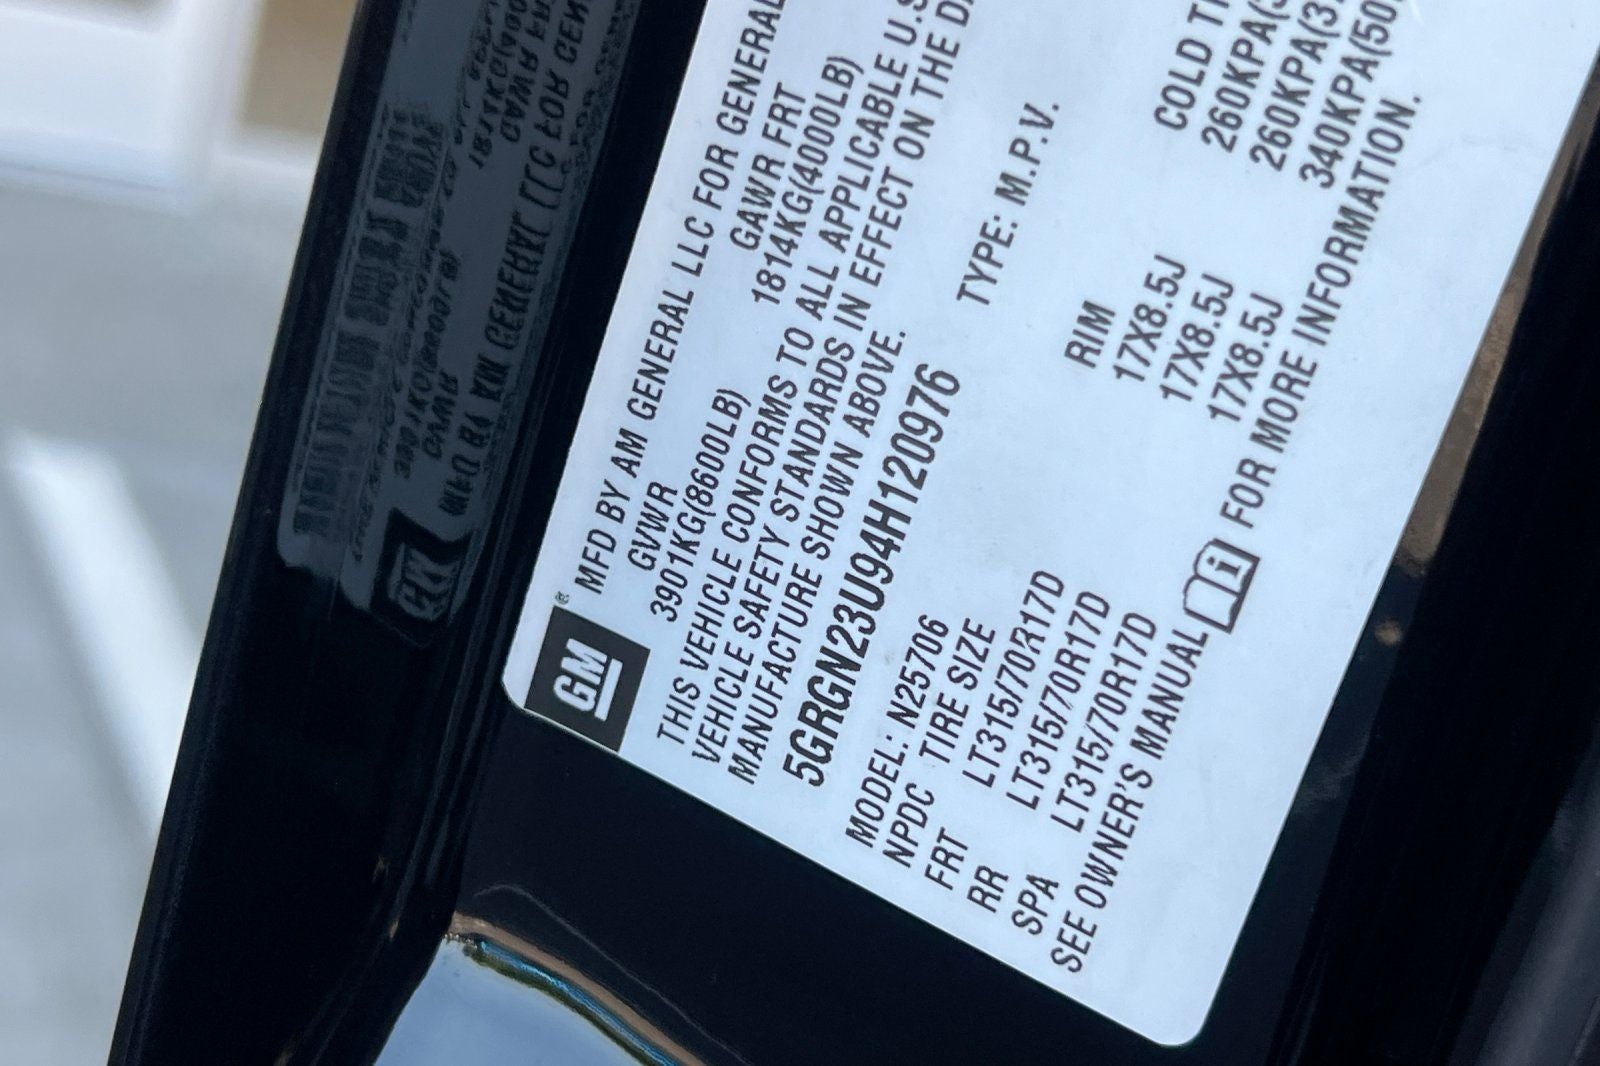 GM
MFD BY AM GENERAL LLC FOR GENERAL
GVWR GAWR FRT
3901KG(8600LB) 1814KG(4000LB)
THIS VEHICLE CONFORMS TO ALL APPLICABLE U.S
VEHICLE SAFETY STANDARDS IN EFFECT ON THE
MANUFACTURE SHOWN ABOVE.
5GRGN23U94H120976 TYPE: M.P.V.
MODEL: N25706
NPDC TIRE SIZE RIM COLD
FRT LT315/70R17D 17X8.5J 260KPA(
RR LT315/70R17D 17X8.5J 260KPA(
SPA LT315/70R17D 17X8.5J 340KPA(50
SEE OWNER'S MANUAL i FOR MORE INFORMATION.